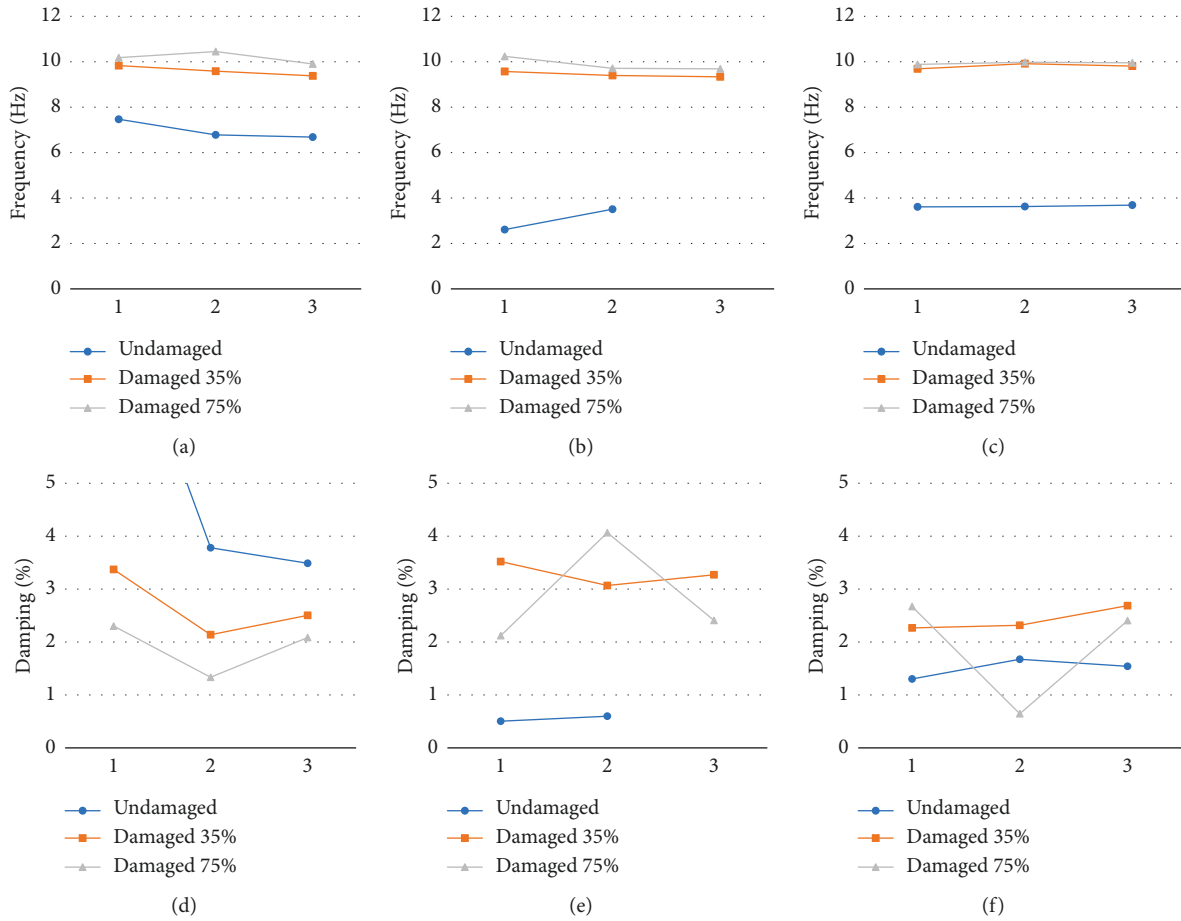 12
10
8
6
4
2
0
Frequency (Hz)
1 2 3
Undamaged
Damaged 35%
Damaged 75%
(a)
12
10
8
6
4
2
0
Frequency (Hz)
1 2 3
Undamaged
Damaged 35%
Damaged 75%
(b)
12
10
8
6
4
2
0
Frequency (Hz)
1 2 3
Undamaged
Damaged 35%
Damaged 75%
(c)
5
4
3
2
1
0
Damping (%)
1 2 3
Undamaged
Damaged 35%
Damaged 75%
(d)
5
4
3
2
1
0
Damping (%)
1 2 3
Undamaged
Damaged 35%
Damaged 75%
(e)
5
4
3
2
1
0
Damping (%)
1 2 3
Undamaged
Damaged 35%
Damaged 75%
(f)